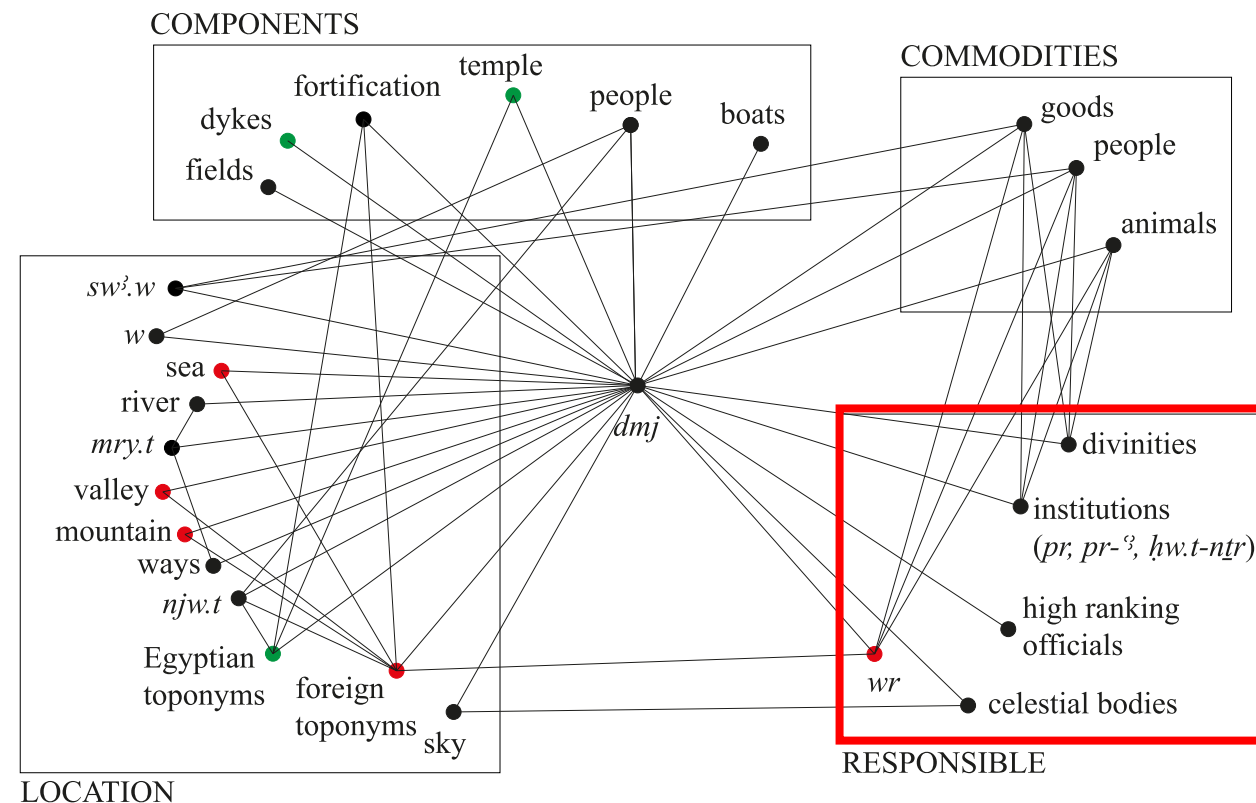 COMPONENTS
temple
fortification
people
boats
dykes
fields
COMMODITIES
goods
people
animals
swꜣ.w
w
sea
river
mry.t
valley
mountain
ways
njw.t
Egyptian
toponyms
foreign
toponyms
sky
LOCATION
dmj
divinities
institutions
(pr, pr-ꜥꜣ, ḥw.t-nṯr)
high ranking
officials
wr
celestial bodies
RESPONSIBLE